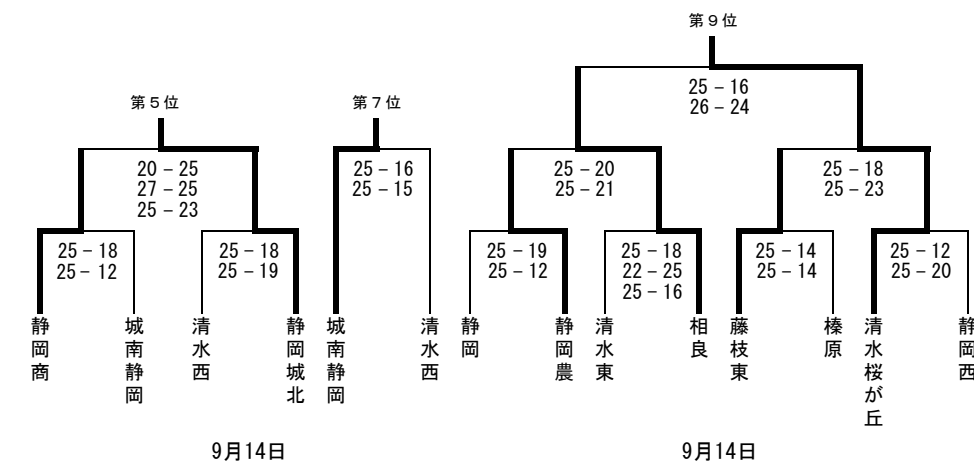 第９位
25－16
26－24
第５位
第７位
20－25
27－25
25－23
25－16
25－15
25－20
25－21
25－18
25－23
25－18
25－12
25－18
25－19
25－19
25－12
25－18
22－25
25－16
25－14
25－14
25－12
25－20
静岡商
城南静岡
清水西
静岡城北
城南静岡
清水西
静岡
静岡農
清水東
相良
藤枝東
榛原
清水桜が丘
静岡西
9月14日
9月14日